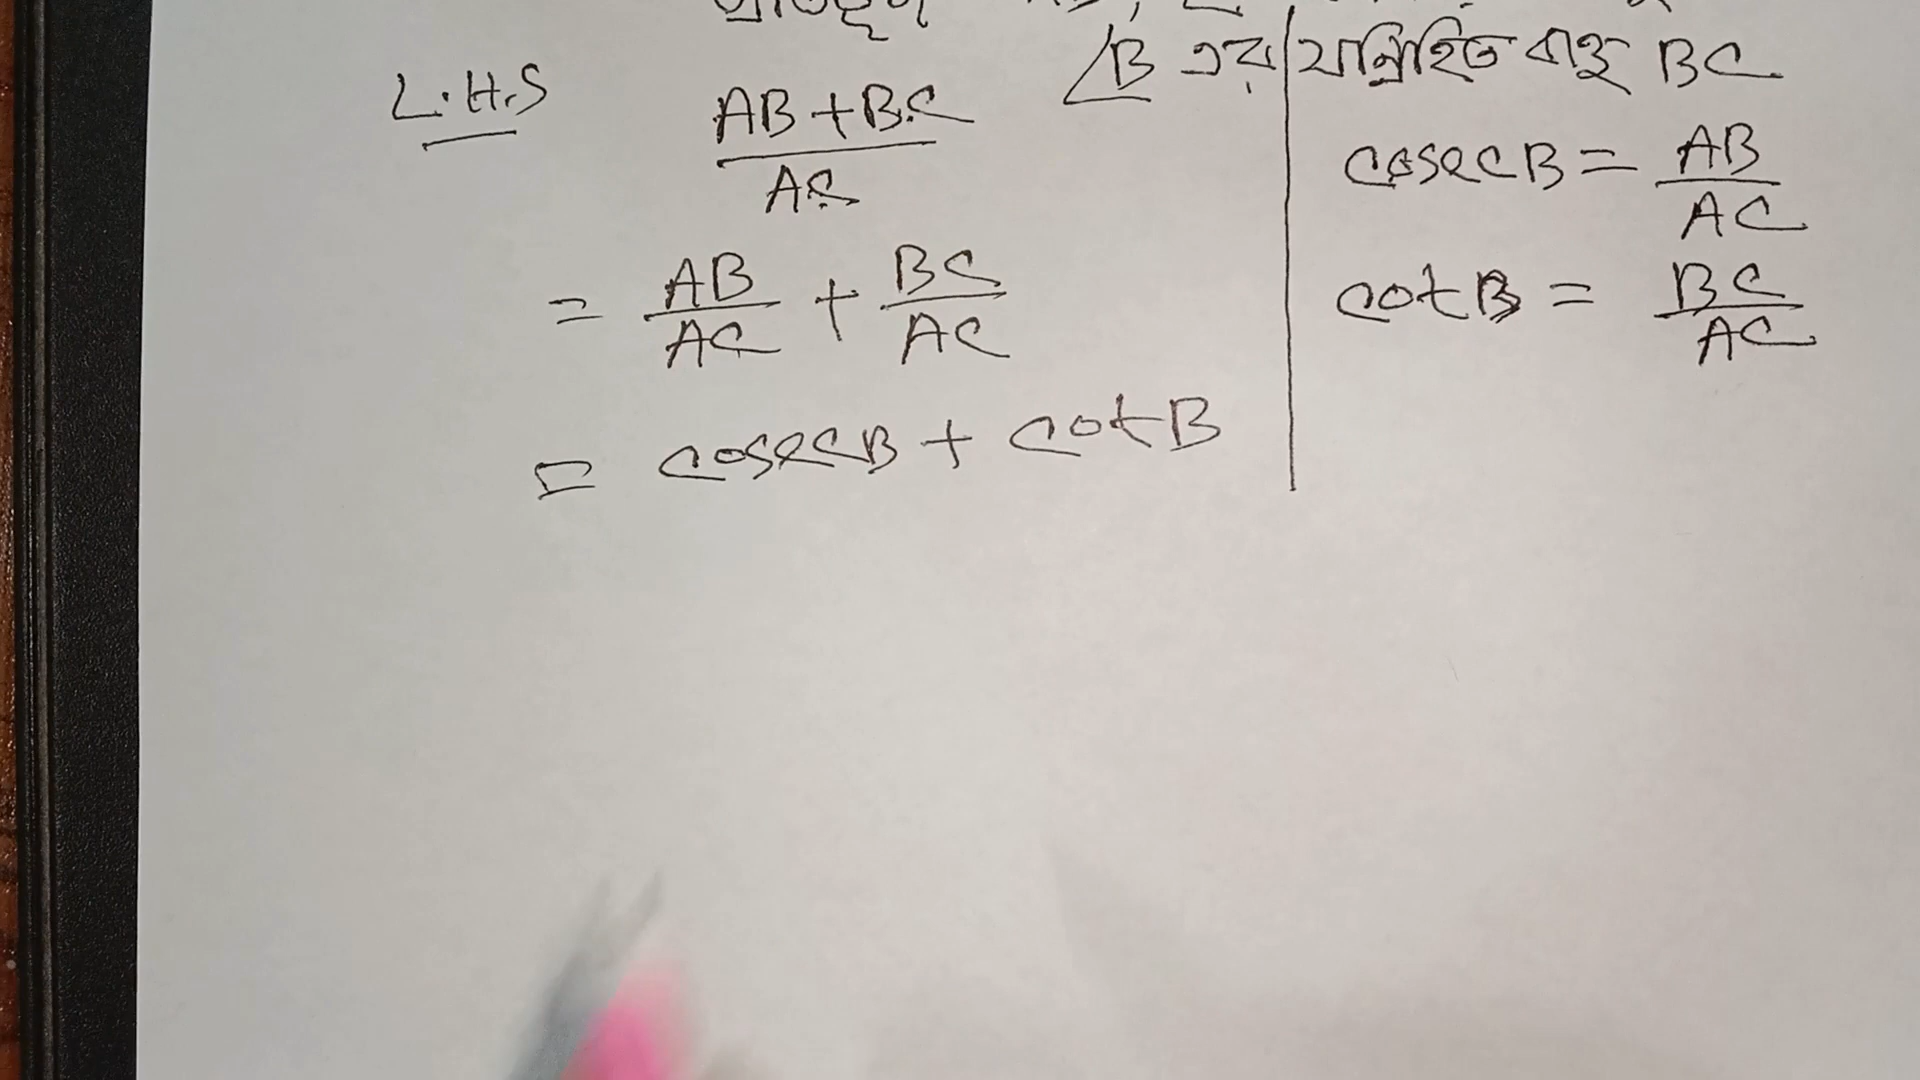 ∠B এর সন্নিহিত বাহু BC
L.H.S (AB+BC)/AC
= AB/AC + BC/AC
= cosecB + cotB
cosecB = AB/AC
cotB = BC/AC